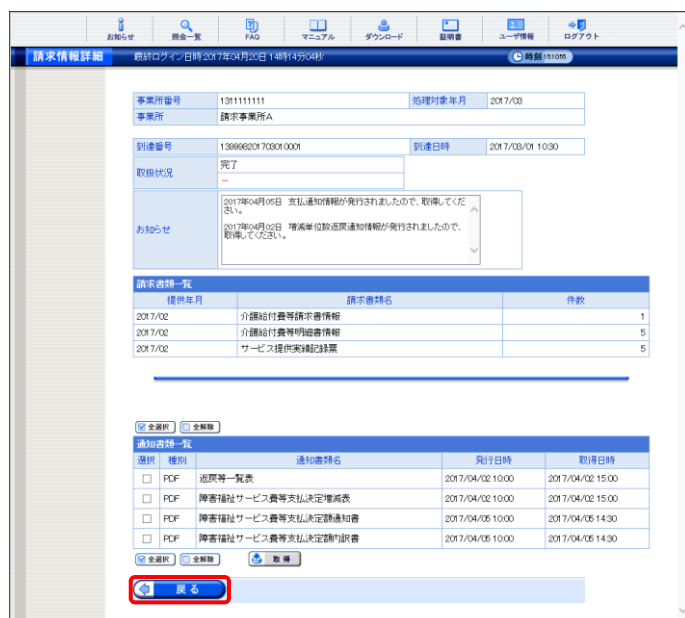 お知らせ 照会一覧 FAQ マニュアル ダウンロード 証明書 ユーザ情報 ログアウト
請求情報詳細 最終ログイン日時:2017年04月20日 14時14分04秒 時刻 15:10:55
事業所番号 1311111111 処理対象年月 2017/03
事業所 請求事業所A
到達番号 139998201703010001 到達日時 2017/03/01 10:30
取扱状況 完了
－
お知らせ
2017年04月05日 支払通知情報が発行されましたので、取得してくだ
さい。
2017年04月02日 増減単位数返戻通知情報が発行されましたので、
取得してください。
請求書類一覧
提供年月 請求書類名 件数
2017/02 介護給付費等請求書情報 1
2017/02 介護給付費等明細書情報 5
2017/02 サービス提供実績記録票 5
全選択 全解除
通知書類一覧
選択 種別 通知書類名 発行日時 取得日時
PDF 返戻等一覧表 2017/04/02 10:00 2017/04/02 15:00
PDF 障害福祉サービス費等支払決定増減表 2017/04/02 10:00 2017/04/02 15:00
PDF 障害福祉サービス費等支払決定額通知書 2017/04/05 10:00 2017/04/05 14:30
PDF 障害福祉サービス費等支払決定額内訳書 2017/04/05 10:00 2017/04/05 14:30
全選択 全解除 取得
戻る